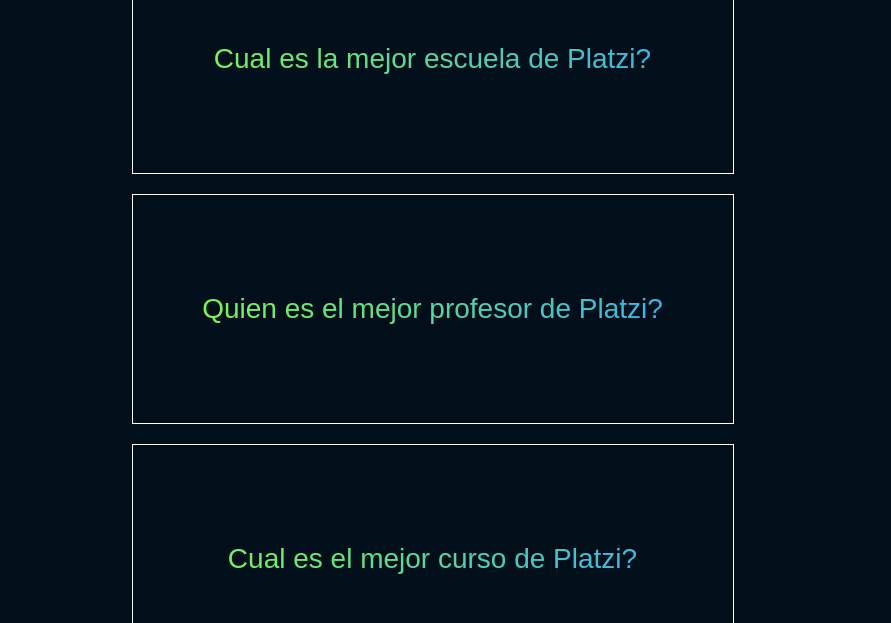 Cual es la mejor escuela de Platzi?
Quien es el mejor profesor de Platzi?
Cual es el mejor curso de Platzi?